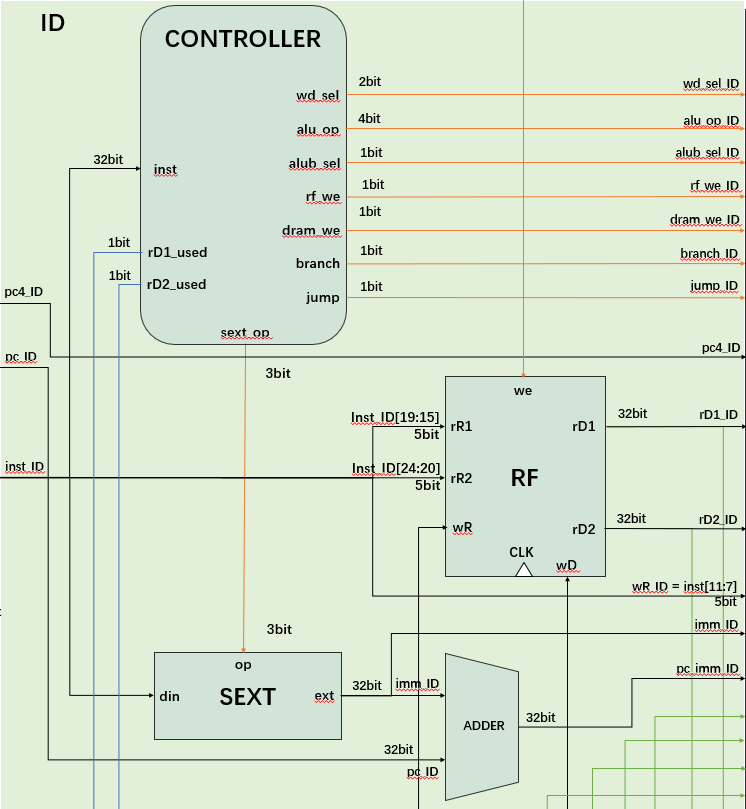 ID
CONTROLLER
wd_sel
2bit
wd_sel_ID
alu_op
4bit
alu_op_ID
32bit
inst
alub_sel
1bit
alub_sel_ID
rf_we
1bit
rf_we_ID
dram_we
1bit
dram_we_ID
1bit
rD1_used
branch
1bit
branch_ID
1bit
rD2_used
jump
1bit
jump_ID
pc4_ID
sext_op
pc4_ID
pc_ID
3bit
we
Inst_ID[19:15]
5bit
rR1
rD1
32bit
rD1_ID
inst_ID
Inst_ID[24:20]
5bit
rR2
RF
wR
rD2
32bit
rD2_ID
CLK
wD
wR_ID = inst[11:7]
5bit
3bit
imm_ID
op
din
SEXT
ext
32bit
imm_ID
pc_imm_ID
ADDER
32bit
32bit
pc_ID